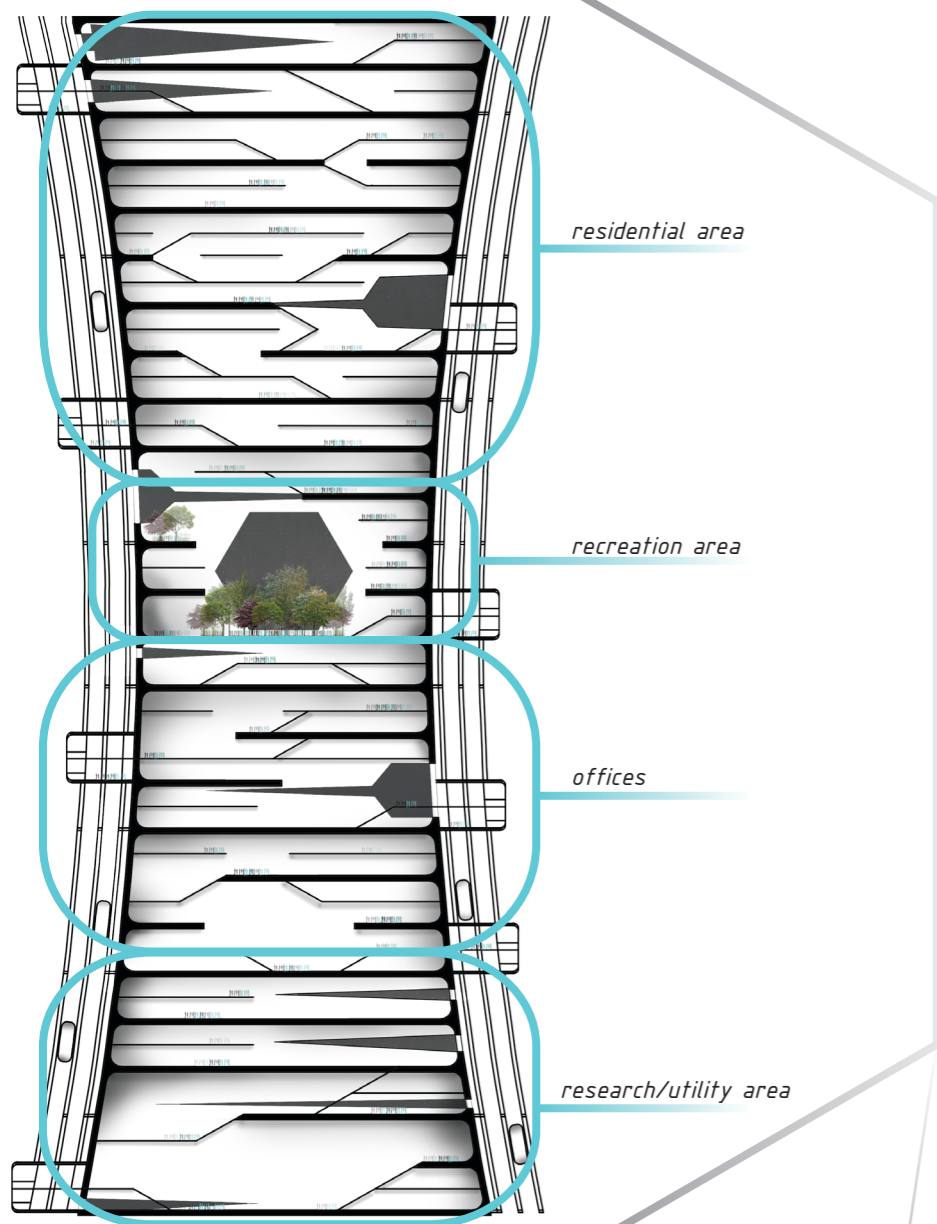 residential area
recreation area
offices
research/utility area